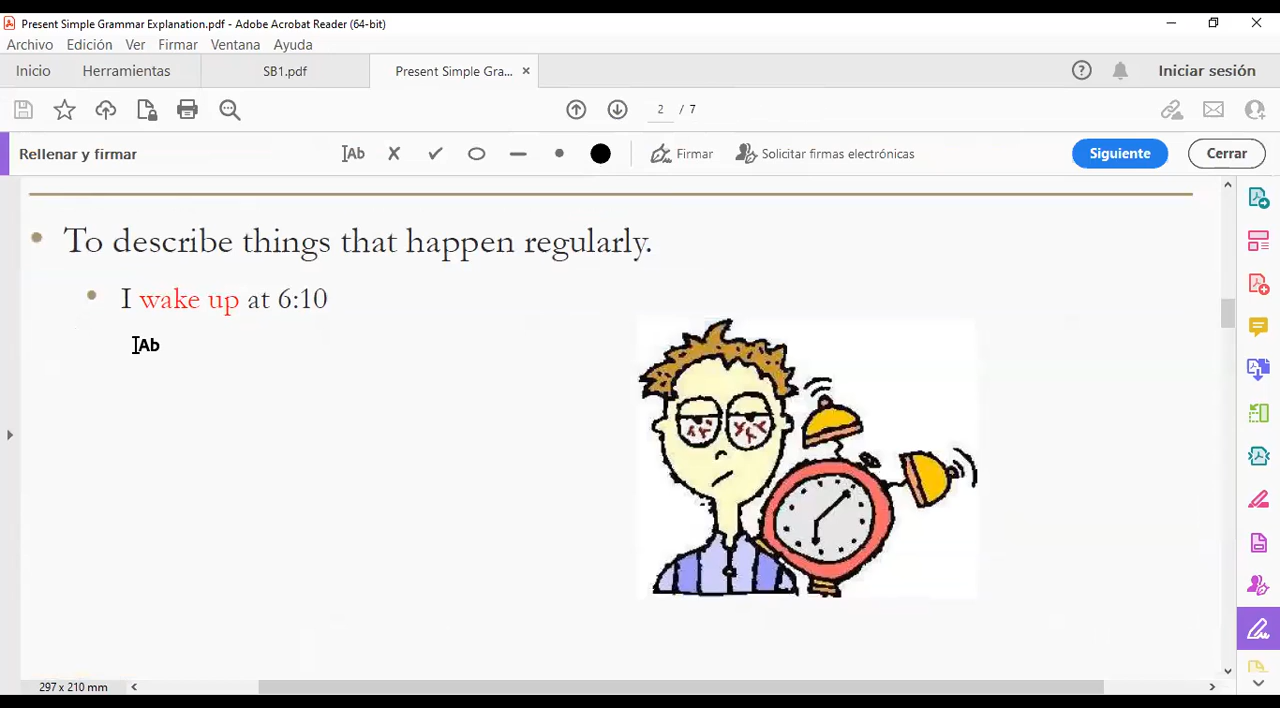 Present Simple Grammar Explanation.pdf - Adobe Acrobat Reader (64-bit)
Archivo Edición Ver Firmar Ventana Ayuda
Inicio Herramientas SB1.pdf Present Simple Gra... × Iniciar sesión
2 / 7
Rellenar y firmar Ab Firmar Solicitar firmas electrónicas Siguiente Cerrar
• To describe things that happen regularly.
• I wake up at 6:10
Ab
297 x 210 mm